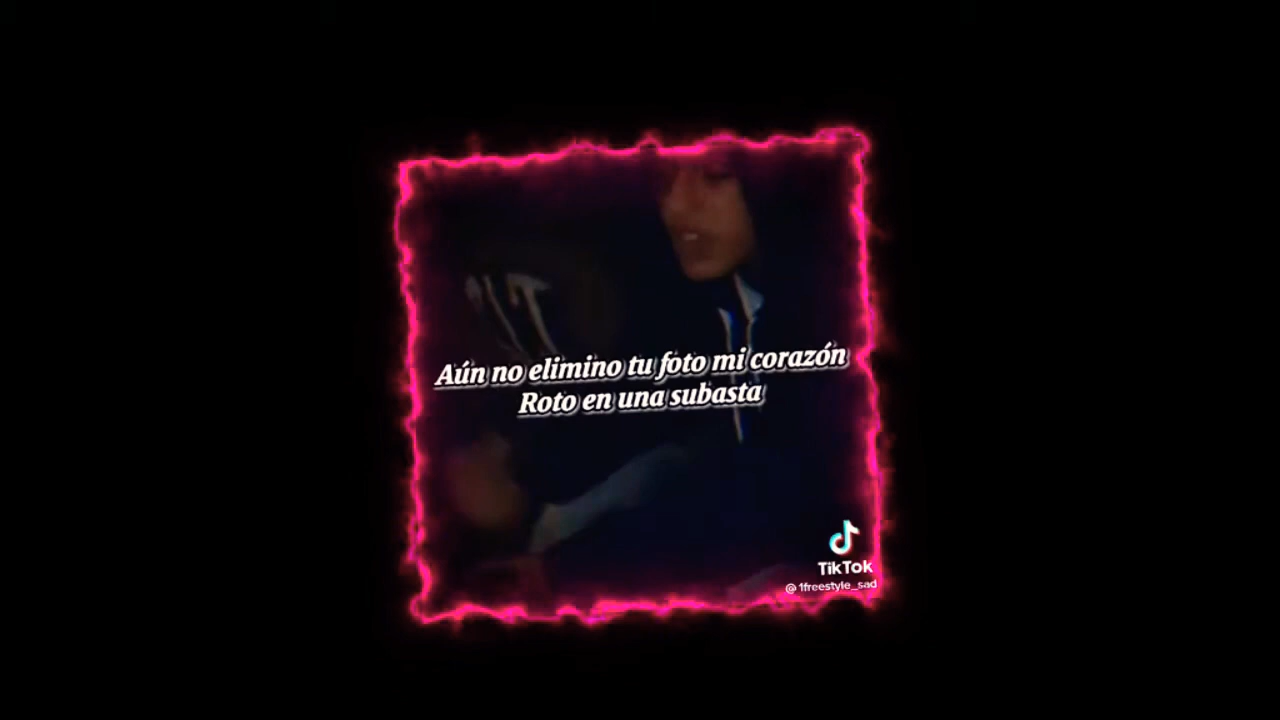 Aún no elimino tu foto mi corazón
Roto en una subasta
TikTok
@1freestyle_sad